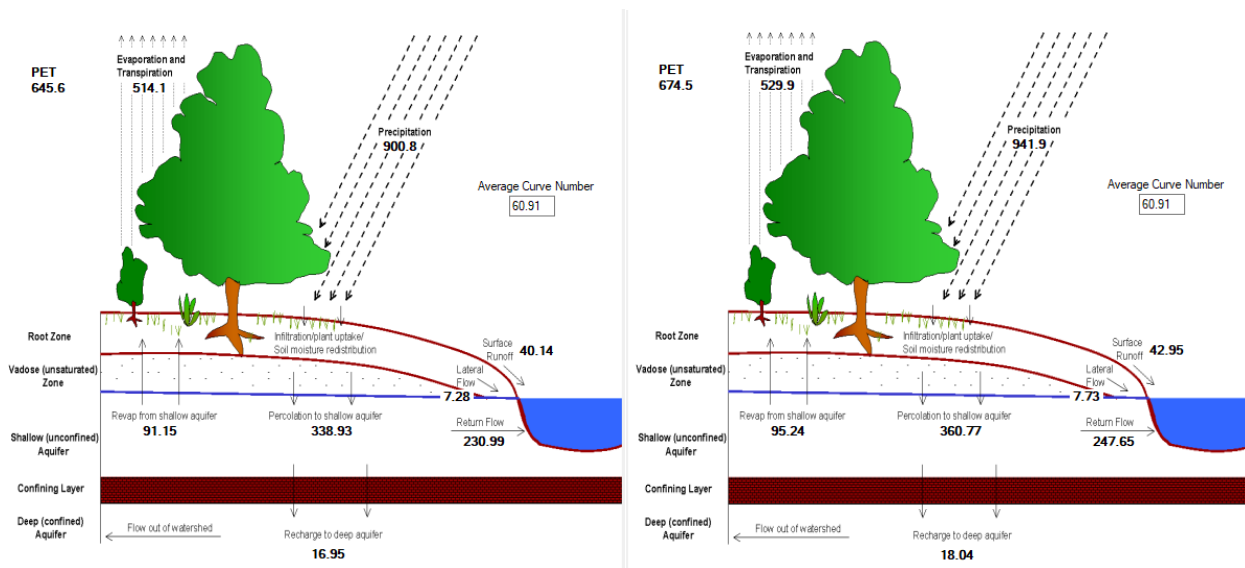 PET
645.6
Evaporation and
Transpiration
514.1
Precipitation
900.8
Average Curve Number
60.91
Root Zone
Infiltration/plant uptake/
Soil moisture redistribution
Surface
Runoff
40.14
Vadose (unsaturated)
Zone
Lateral
Flow
7.28
Revap from shallow aquifer
91.15
Percolation to shallow aquifer
338.93
Return Flow
230.99
Shallow (unconfined)
Aquifer
Confining Layer
Deep (confined)
Aquifer
Flow out of watershed
Recharge to deep aquifer
16.95
PET
674.5
Evaporation and
Transpiration
529.9
Precipitation
941.9
Average Curve Number
60.91
Root Zone
Infiltration/plant uptake/
Soil moisture redistribution
Surface
Runoff
42.95
Vadose (unsaturated)
Zone
Lateral
Flow
7.73
Revap from shallow aquifer
95.24
Percolation to shallow aquifer
360.77
Return Flow
247.65
Shallow (unconfined)
Aquifer
Confining Layer
Deep (confined)
Aquifer
Flow out of watershed
Recharge to deep aquifer
18.04